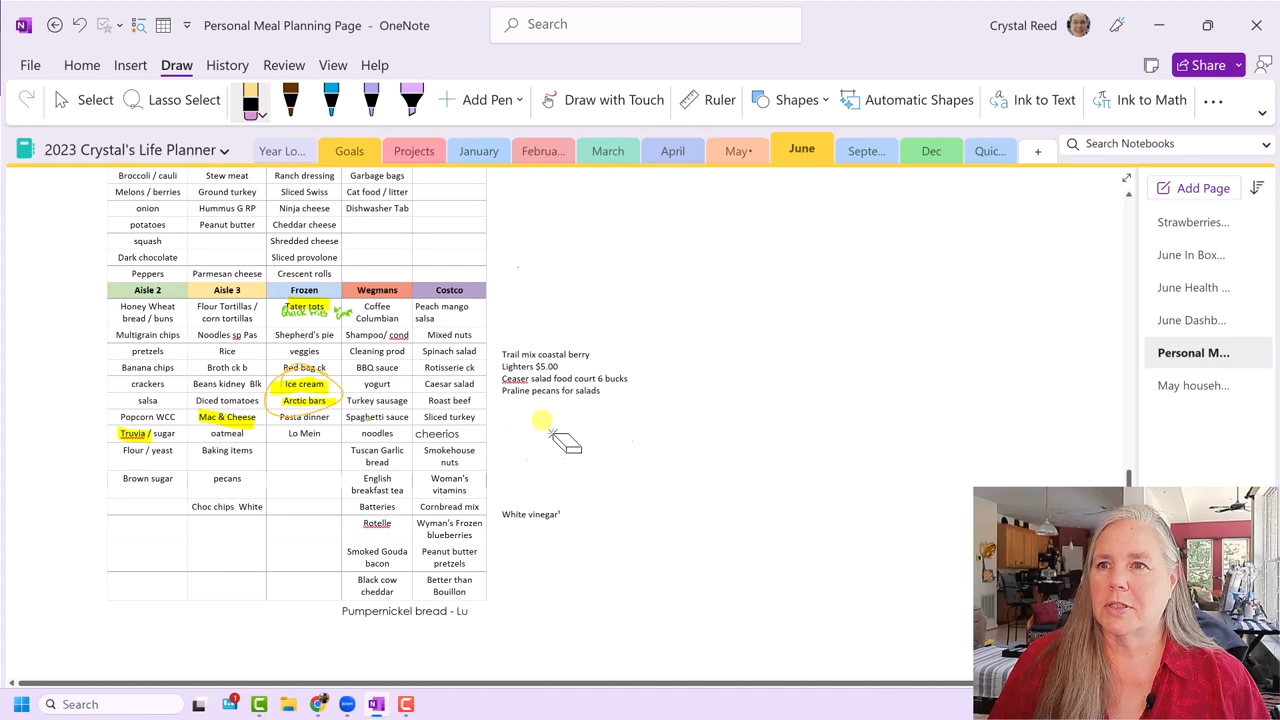 Personal Meal Planning Page - OneNote
Search
Crystal Reed
File Home Insert Draw History Review View Help
Share
Select
Lasso Select
Add Pen
Draw with Touch
Ruler
Shapes
Automatic Shapes
Ink to Text
Ink to Math
2023 Crystal's Life Planner
Year Lo...
Goals
Projects
January
Februa...
March
April
May
June
Septe...
Dec
Quic...
Search Notebooks
Add Page
Strawberries...
June In Box...
June Health ...
June Dashb...
Personal M...
May househ...
Broccoli / cauli Stew meat Ranch dressing Garbage bags
Melons / berries Ground turkey Sliced Swiss Cat food / litter
onion Hummus G RP Ninja cheese Dishwasher Tab
potatoes Peanut butter Cheddar cheese
squash Shredded cheese
Dark chocolate Sliced provolone
Peppers Parmesan cheese Crescent rolls
Aisle 2 Aisle 3 Frozen Wegmans Costco
Honey Wheat bread / buns Flour Tortillas / corn tortillas Tater tots Coffee Columbian Peach mango salsa
Quick fries
Multigrain chips Noodles sp Pas Shepherd's pie Shampoo/ cond Mixed nuts
pretzels Rice veggies Cleaning prod Spinach salad
Banana chips Broth ck b Red bag ck BBQ sauce Rotisserie ck
crackers Beans kidney Blk Ice cream yogurt Caesar salad
salsa Diced tomatoes Arctic bars Turkey sausage Roast beef
Popcorn WCC Mac & Cheese Pasta dinner Spaghetti sauce Sliced turkey
Truvia / sugar oatmeal Lo Mein noodles cheerios
Flour / yeast Baking items Tuscan Garlic bread Smokehouse nuts
Brown sugar pecans English breakfast tea Woman's vitamins
Choc chips White Batteries Cornbread mix
Rotelle Wyman's Frozen blueberries
Smoked Gouda bacon Peanut butter pretzels
Black cow cheddar Better than Bouillon
Pumpernickel bread - Lu
Trail mix coastal berry
Lighters $5.00
Ceaser salad food court 6 bucks
Praline pecans for salads
White vinegar
Search
1